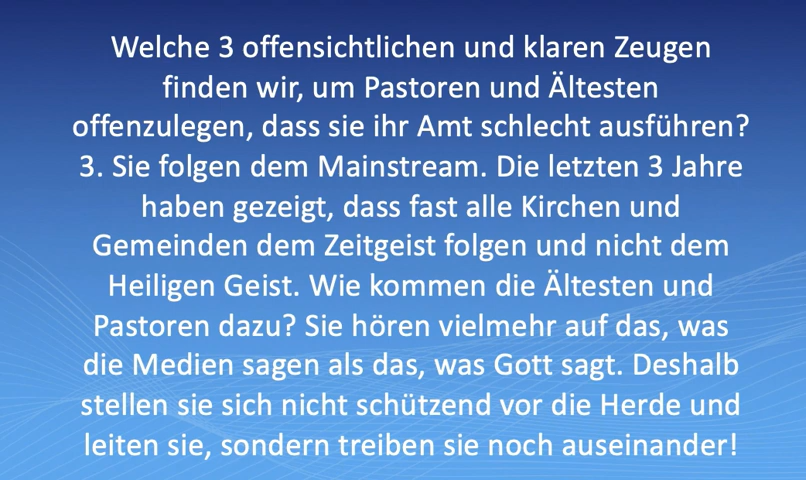 Welche 3 offensichtlichen und klaren Zeugen
finden wir, um Pastoren und Ältesten
offenzulegen, dass sie ihr Amt schlecht ausführen?
3. Sie folgen dem Mainstream. Die letzten 3 Jahre
haben gezeigt, dass fast alle Kirchen und
Gemeinden dem Zeitgeist folgen und nicht dem
Heiligen Geist. Wie kommen die Ältesten und
Pastoren dazu? Sie hören vielmehr auf das, was
die Medien sagen als das, was Gott sagt. Deshalb
stellen sie sich nicht schützend vor die Herde und
leiten sie, sondern treiben sie noch auseinander!